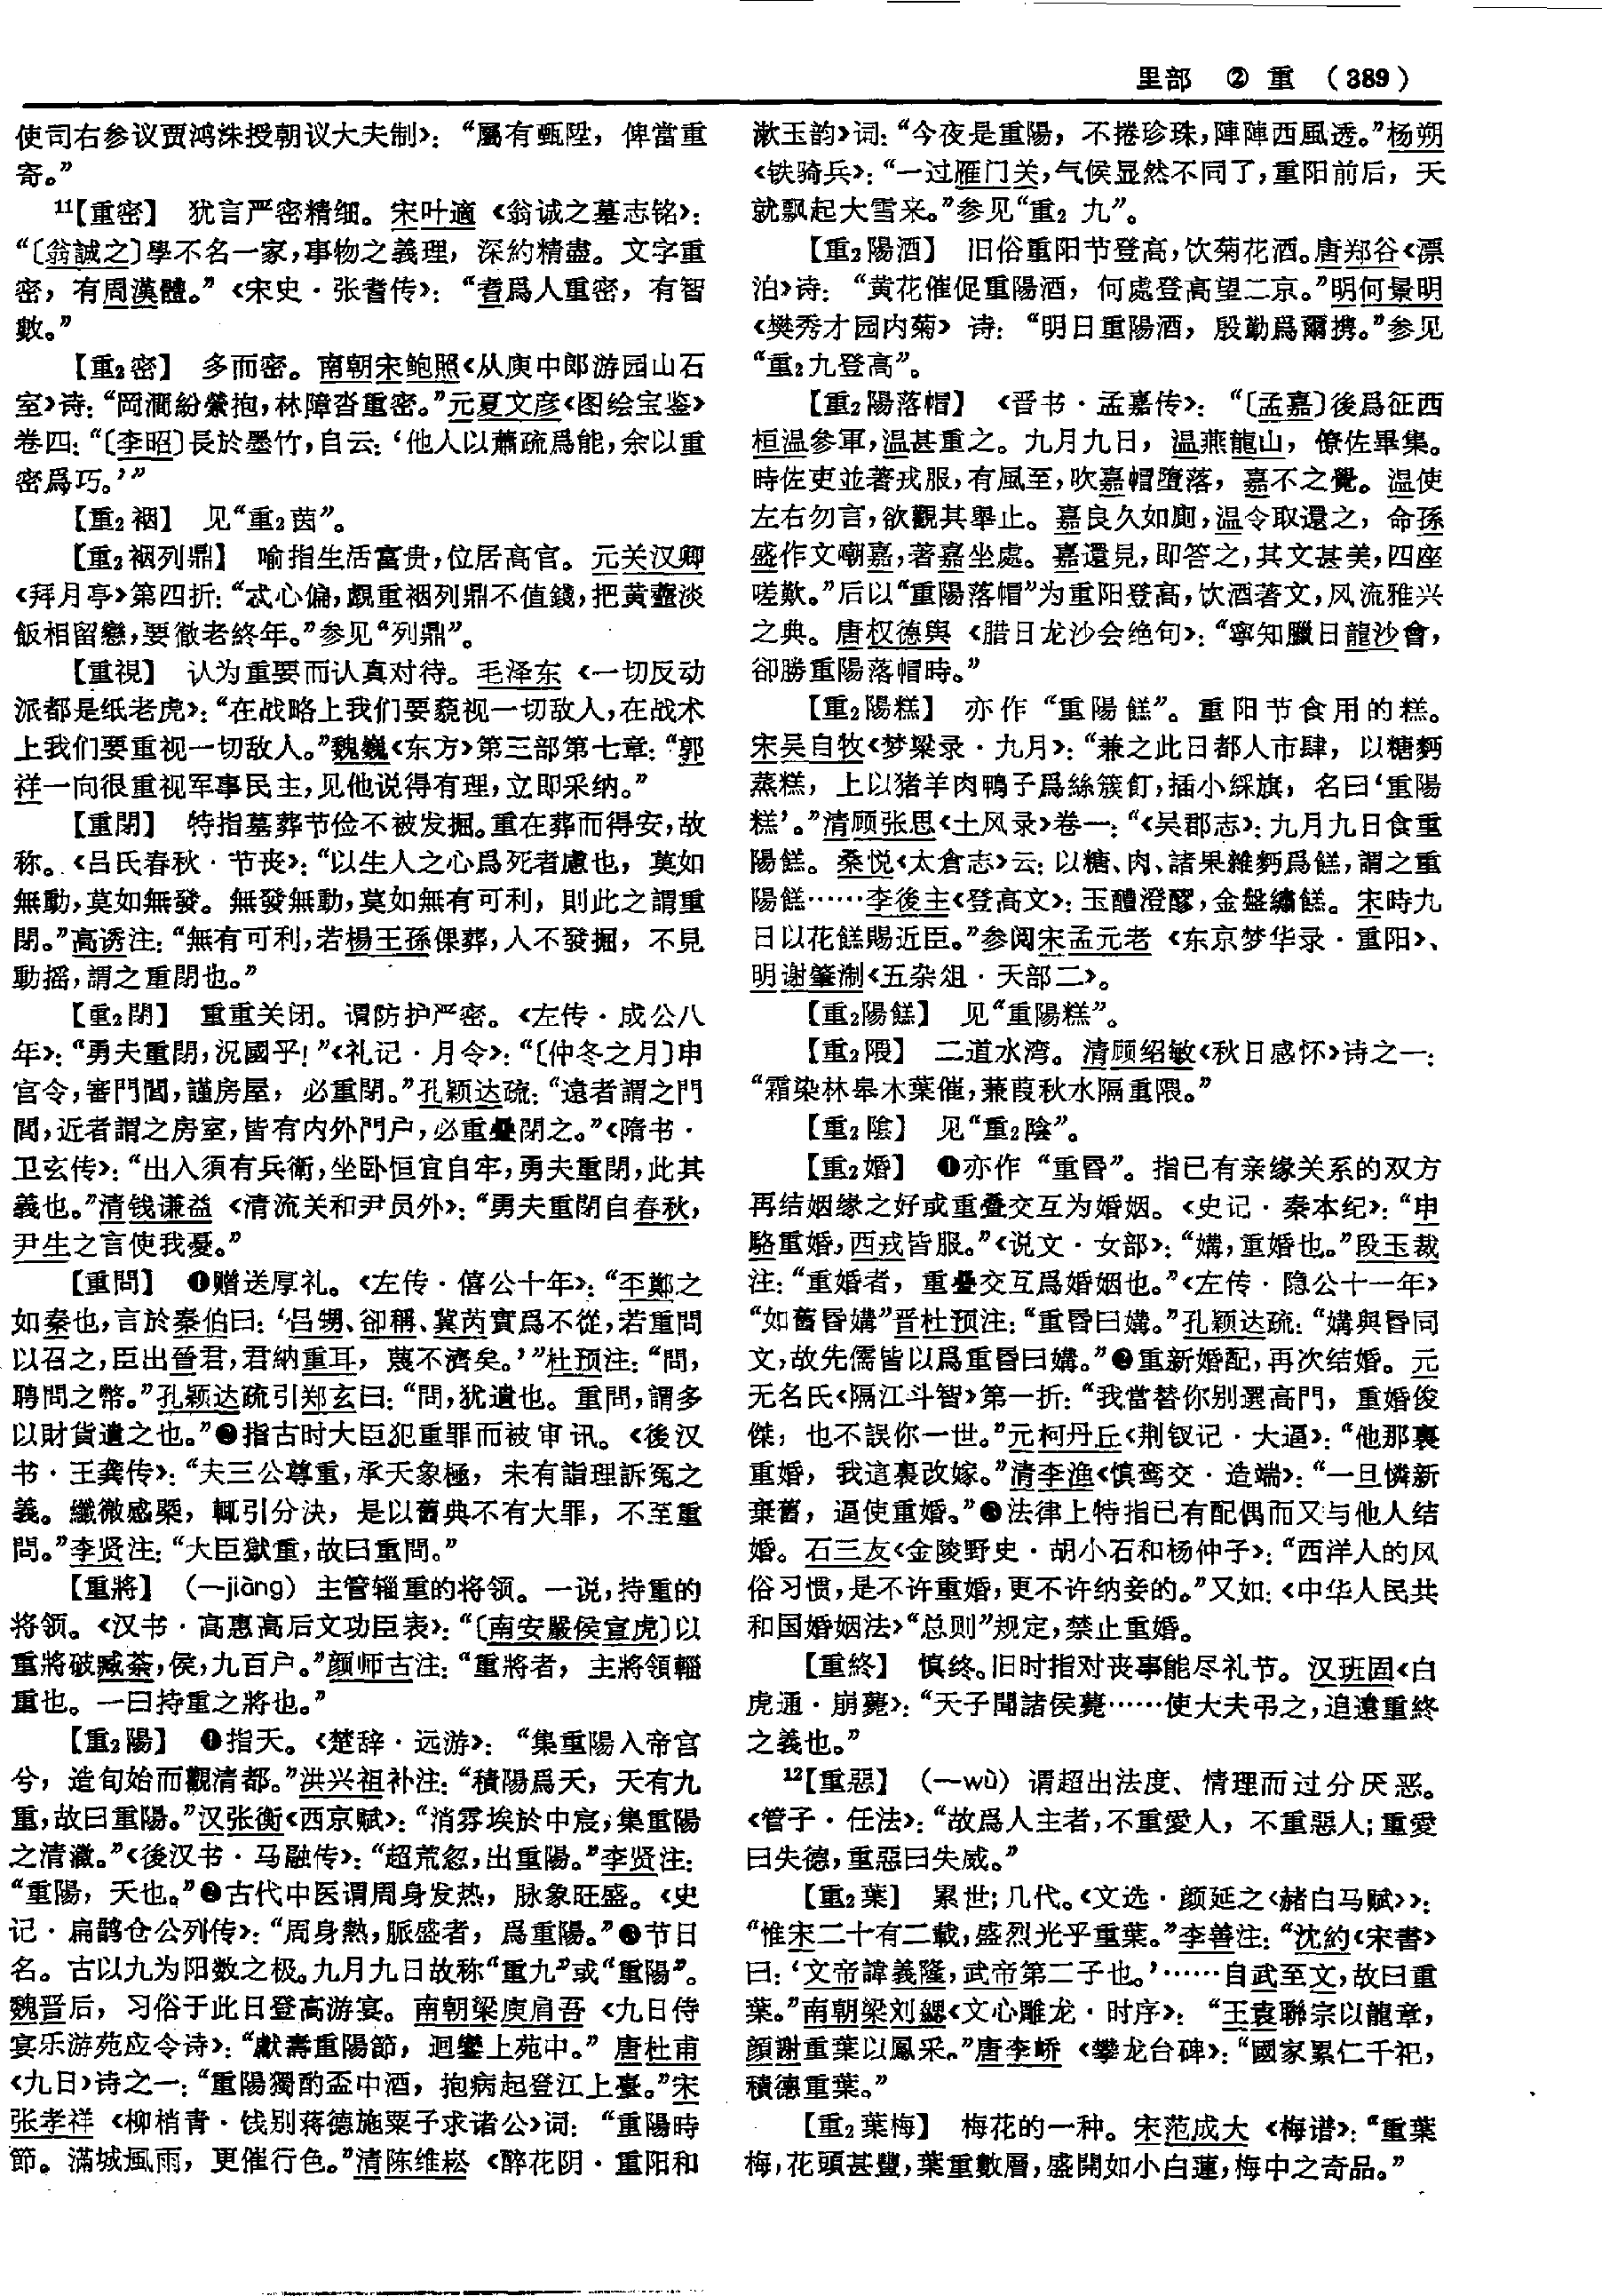 里部 ② 重 (389)
使司右参议贾鸿洙授朝议大夫制》：“屬有甄陞，俾當重
寄。”
11【重密】 犹言严密精细。宋叶適《翁诚之墓志铭》：
“〔翁誠之〕學不名一家，事物之義理，深約精盡。文字重
密，有周漢體。”《宋史·张耆传》：“耆爲人重密，有智
數。”
【重₂密】 多而密。南朝宋鲍照《从庾中郎游园山石
室》诗：“岡澗紛縈抱，林障沓重密。”元夏文彦《图绘宝鉴》
卷四：“〔李昭〕長於墨竹，自云：‘他人以蕭疏爲能，余以重
密爲巧。’”
【重₂裀】 见“重₂茵”。
【重₂裀列鼎】 喻指生活富贵，位居高官。元关汉卿
《拜月亭》第四折：“忒心偏，覷重裀列鼎不值錢，把黄虀淡
飯相留戀，要徹老終年。”参见“列鼎”。
【重視】 认为重要而认真对待。毛泽东《一切反动
派都是纸老虎》：“在战略上我们要藐视一切敌人，在战术
上我们要重视一切敌人。”魏巍《东方》第三部第七章：“郭
祥一向很重视军事民主，见他说得有理，立即采纳。”
【重閉】 特指墓葬节俭不被发掘。重在葬而得安，故
称。《吕氏春秋·节丧》：“以生人之心爲死者慮也，莫如
無動，莫如無發。無發無動，莫如無有可利，則此之謂重
閉。”高诱注：“無有可利，若楊王孫倮葬，人不發掘，不見
動摇，謂之重閉也。”
【重₂閉】 重重关闭。谓防护严密。《左传·成公八
年》：“勇夫重閉，況國乎！”《礼记·月令》：“〔仲冬之月〕申
宫令，審門閭，謹房屋，必重閉。”孔颖达疏：“遠者謂之門
閭，近者謂之房室，皆有内外門户，必重疊閉之。”《隋书·
卫玄传》：“出入須有兵衛，坐卧恒宜自牢，勇夫重閉，此其
義也。”清钱谦益《清流关和尹员外》：“勇夫重閉自春秋，
尹生之言使我憂。”
【重問】 ❶赠送厚礼。《左传·僖公十年》：“丕鄭之
如秦也，言於秦伯曰：‘吕甥、郤稱、冀芮實爲不從，若重問
以召之，臣出晉君，君納重耳，蔑不濟矣。’”杜预注：“問，
聘問之幣。”孔颖达疏引郑玄曰：“問，犹遺也。重問，謂多
以財貨遺之也。”❷指古时大臣犯重罪而被审讯。《後汉
书·王龚传》：“夫三公尊重，承天象極，未有詣理訴冤之
義。纖微感槩，輒引分決，是以舊典不有大罪，不至重
問。”李贤注：“大臣獄重，故曰重問。”
【重將】 （—jiàng）主管辎重的将领。一说，持重的
将领。《汉书·高惠高后文功臣表》：“〔南安嚴侯宣虎〕以
重將破臧荼，侯，九百户。”颜师古注：“重將者，主將領輜
重也。一曰持重之將也。”
【重₂陽】 ❶指天。《楚辞·远游》：“集重陽入帝宫
兮，造旬始而觀清都。”洪兴祖补注：“積陽爲天，天有九
重，故曰重陽。”汉张衡《西京赋》：“消雰埃於中宸，集重陽
之清瀓。”《後汉书·马融传》：“超荒忽，出重陽。”李贤注：
“重陽，天也。”❷古代中医谓周身发热，脉象旺盛。《史
记·扁鹊仓公列传》：“周身熱，脈盛者，爲重陽。”❸节日
名。古以九为阳数之极。九月九日故称“重九”或“重陽”。
魏晋后，习俗于此日登高游宴。南朝梁庾肩吾《九日侍
宴乐游苑应令诗》：“獻壽重陽節，迴鑾上苑中。”唐杜甫
《九日》诗之一：“重陽獨酌盃中酒，抱病起登江上臺。”宋
张孝祥《柳梢青·饯别蒋德施粟子求诸公》词：“重陽時
節。滿城風雨，更催行色。”清陈维崧《醉花阴·重阳和
漱玉韵》词：“今夜是重陽，不捲珍珠，陣陣西風透。”杨朔
《铁骑兵》：“一过雁门关，气候显然不同了，重阳前后，天
就飘起大雪来。”参见“重₂九”。
【重₂陽酒】 旧俗重阳节登高，饮菊花酒。唐郑谷《漂
泊》诗：“黄花催促重陽酒，何處登高望二京。”明何景明
《樊秀才园内菊》诗：“明日重陽酒，殷勤爲爾携。”参见
“重₂九登高”。
【重₂陽落帽】 《晋书·孟嘉传》：“〔孟嘉〕後爲征西
桓温参軍，温甚重之。九月九日，温燕龍山，僚佐畢集。
時佐吏並著戎服，有風至，吹嘉帽墮落，嘉不之覺。温使
左右勿言，欲觀其舉止。嘉良久如廁，温令取還之，命孫
盛作文嘲嘉，著嘉坐處。嘉還見，即答之，其文甚美，四座
嗟歎。”后以“重陽落帽”为重阳登高，饮酒著文，风流雅兴
之典。唐权德舆《腊日龙沙会绝句》：“寧知臘日龍沙會，
卻勝重陽落帽時。”
【重₂陽糕】 亦作“重陽餻”。重阳节食用的糕。
宋吴自牧《梦粱录·九月》：“兼之此日都人市肆，以糖麪
蒸糕，上以猪羊肉鴨子爲絲簇飣，插小綵旗，名曰‘重陽
糕’。”清顾张思《土风录》卷一：“《吴郡志》：九月九日食重
陽餻。桑悦《太倉志》云：以糖、肉、諸果雜麪爲餻，謂之重
陽餻……李後主《登高文》：玉醴澄醪，金盤繡餻。宋時九
日以花餻賜近臣。”参阅宋孟元老《东京梦华录·重阳》、
明谢肇淛《五杂俎·天部二》。
【重₂陽餻】 见“重陽糕”。
【重₂隈】 二道水湾。清顾绍敏《秋日感怀》诗之一：
“霜染林皋木葉催，蒹葭秋水隔重隈。”
【重₂隂】 见“重₂陰”。
【重₂婚】 ❶亦作“重昏”。指已有亲缘关系的双方
再结姻缘之好或重叠交互为婚姻。《史记·秦本纪》：“申
駱重婚，西戎皆服。”《说文·女部》：“媾，重婚也。”段玉裁
注：“重婚者，重疊交互爲婚姻也。”《左传·隐公十一年》
“如舊昏媾”晋杜预注：“重昏曰媾。”孔颖达疏：“媾與昏同
文，故先儒皆以爲重昏曰媾。”❷重新婚配，再次结婚。元
无名氏《隔江斗智》第一折：“我當替你别選高門，重婚俊
傑，也不誤你一世。”元柯丹丘《荆钗记·大逼》：“他那裏
重婚，我這裏改嫁。”清李渔《慎鸾交·造端》：“一旦憐新
棄舊，逼使重婚。”❸法律上特指已有配偶而又与他人结
婚。石三友《金陵野史·胡小石和杨仲子》：“西洋人的风
俗习惯，是不许重婚，更不许纳妾的。”又如：《中华人民共
和国婚姻法》“总则”规定，禁止重婚。
【重終】 慎终。旧时指对丧事能尽礼节。汉班固《白
虎通·崩薨》：“天子聞諸侯薨……使大夫弔之，追遠重終
之義也。”
12【重惡】 （—wù）谓超出法度、情理而过分厌恶。
《管子·任法》：“故爲人主者，不重愛人，不重惡人；重愛
曰失德，重惡曰失威。”
【重₂葉】 累世；几代。《文选·颜延之〈赭白马赋〉》：
“惟宋二十有二載，盛烈光乎重葉。”李善注：“沈約《宋書》
曰：‘文帝諱義隆，武帝第二子也。’……自武至文，故曰重
葉。”南朝梁刘勰《文心雕龙·时序》：“王袁聯宗以龍章，
顔謝重葉以鳳采。”唐李峤《攀龙台碑》：“國家累仁千祀，
積德重葉。”
【重₂葉梅】 梅花的一种。宋范成大《梅谱》：“重葉
梅，花頭甚豐，葉重數層，盛開如小白蓮，梅中之奇品。”